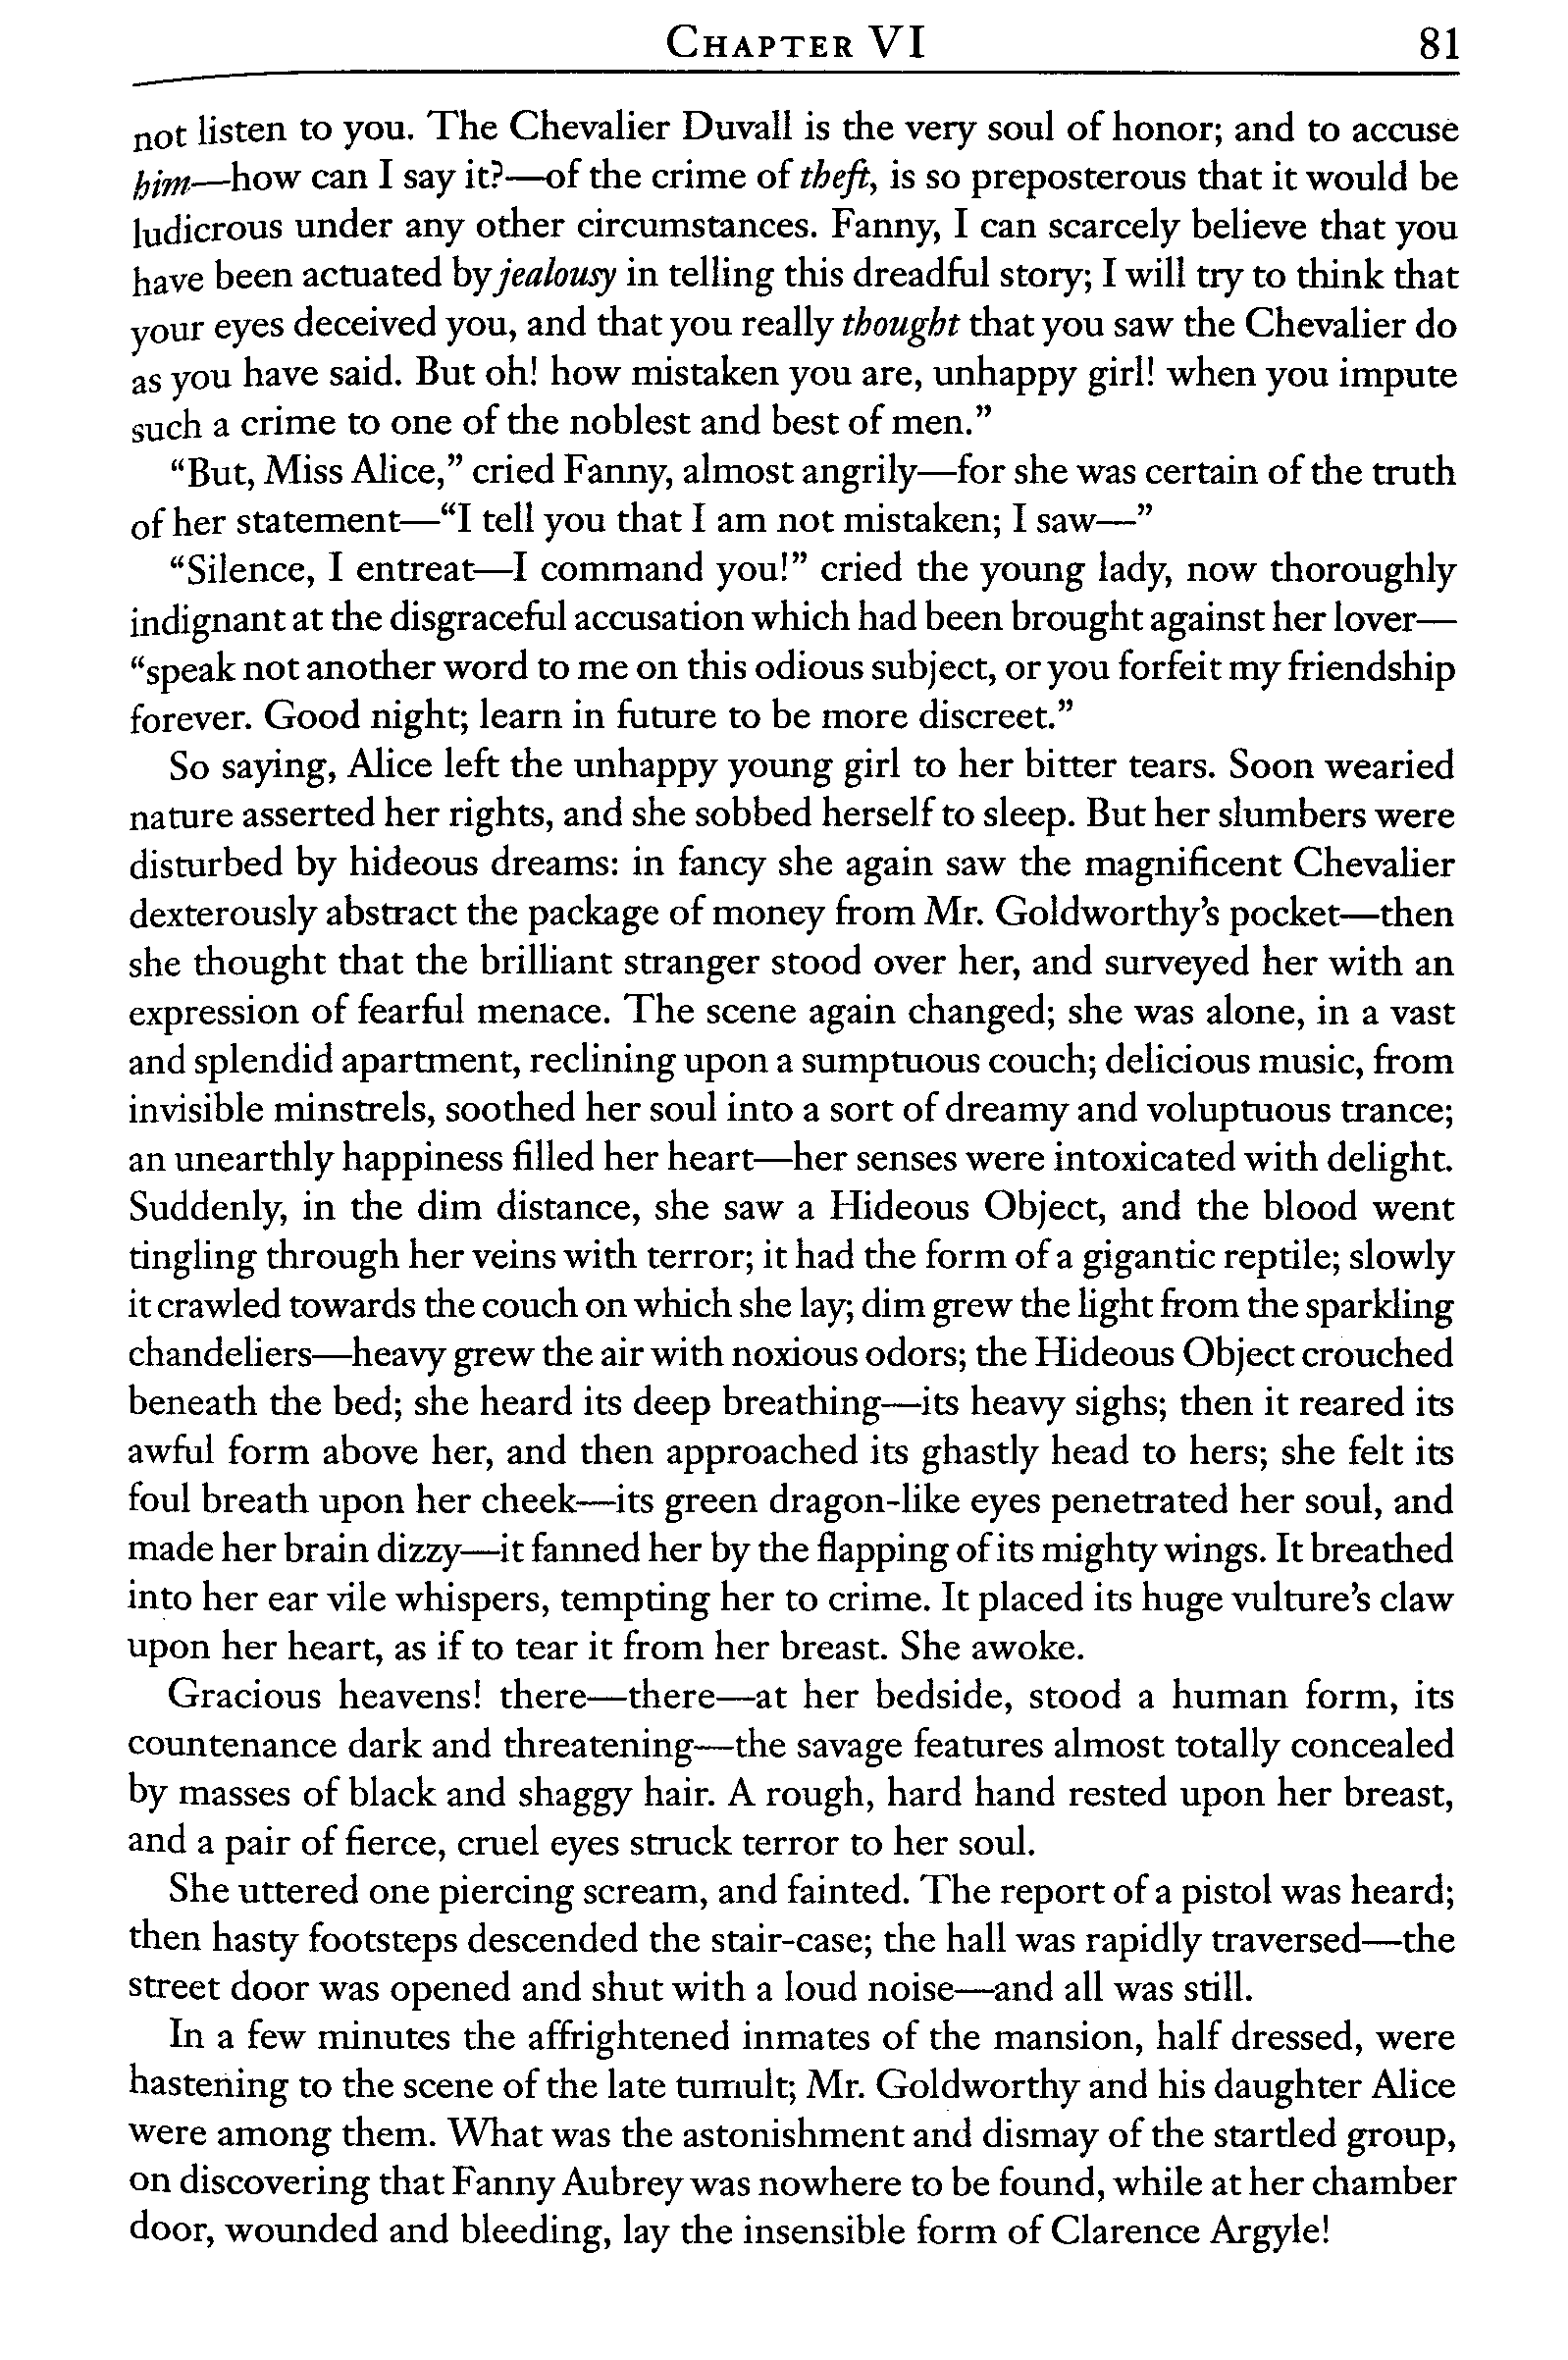 CHAPTER VI 81
not listen to you. The Chevalier Duvall is the very soul of honor; and to accuse
him—how can I say it?—of the crime of theft, is so preposterous that it would be
ludicrous under any other circumstances. Fanny, I can scarcely believe that you
have been actuated by jealousy in telling this dreadful story; I will try to think that
your eyes deceived you, and that you really thought that you saw the Chevalier do
as you have said. But oh! how mistaken you are, unhappy girl! when you impute
such a crime to one of the noblest and best of men.”
“But, Miss Alice,” cried Fanny, almost angrily—for she was certain of the truth
of her statement—“I tell you that I am not mistaken; I saw—”
“Silence, I entreat—I command you!” cried the young lady, now thoroughly
indignant at the disgraceful accusation which had been brought against her lover—
“speak not another word to me on this odious subject, or you forfeit my friendship
forever. Good night; learn in future to be more discreet.”
So saying, Alice left the unhappy young girl to her bitter tears. Soon wearied
nature asserted her rights, and she sobbed herself to sleep. But her slumbers were
disturbed by hideous dreams: in fancy she again saw the magnificent Chevalier
dexterously abstract the package of money from Mr. Goldworthy’s pocket—then
she thought that the brilliant stranger stood over her, and surveyed her with an
expression of fearful menace. The scene again changed; she was alone, in a vast
and splendid apartment, reclining upon a sumptuous couch; delicious music, from
invisible minstrels, soothed her soul into a sort of dreamy and voluptuous trance;
an unearthly happiness filled her heart—her senses were intoxicated with delight.
Suddenly, in the dim distance, she saw a Hideous Object, and the blood went
tingling through her veins with terror; it had the form of a gigantic reptile; slowly
it crawled towards the couch on which she lay; dim grew the light from the sparkling
chandeliers—heavy grew the air with noxious odors; the Hideous Object crouched
beneath the bed; she heard its deep breathing—its heavy sighs; then it reared its
awful form above her, and then approached its ghastly head to hers; she felt its
foul breath upon her cheek—its green dragon-like eyes penetrated her soul, and
made her brain dizzy—it fanned her by the flapping of its mighty wings. It breathed
into her ear vile whispers, tempting her to crime. It placed its huge vulture’s claw
upon her heart, as if to tear it from her breast. She awoke.
Gracious heavens! there—there—at her bedside, stood a human form, its
countenance dark and threatening—the savage features almost totally concealed
by masses of black and shaggy hair. A rough, hard hand rested upon her breast,
and a pair of fierce, cruel eyes struck terror to her soul.
She uttered one piercing scream, and fainted. The report of a pistol was heard;
then hasty footsteps descended the stair-case; the hall was rapidly traversed—the
street door was opened and shut with a loud noise—and all was still.
In a few minutes the affrightened inmates of the mansion, half dressed, were
hastening to the scene of the late tumult; Mr. Goldworthy and his daughter Alice
were among them. What was the astonishment and dismay of the startled group,
on discovering that Fanny Aubrey was nowhere to be found, while at her chamber
door, wounded and bleeding, lay the insensible form of Clarence Argyle!